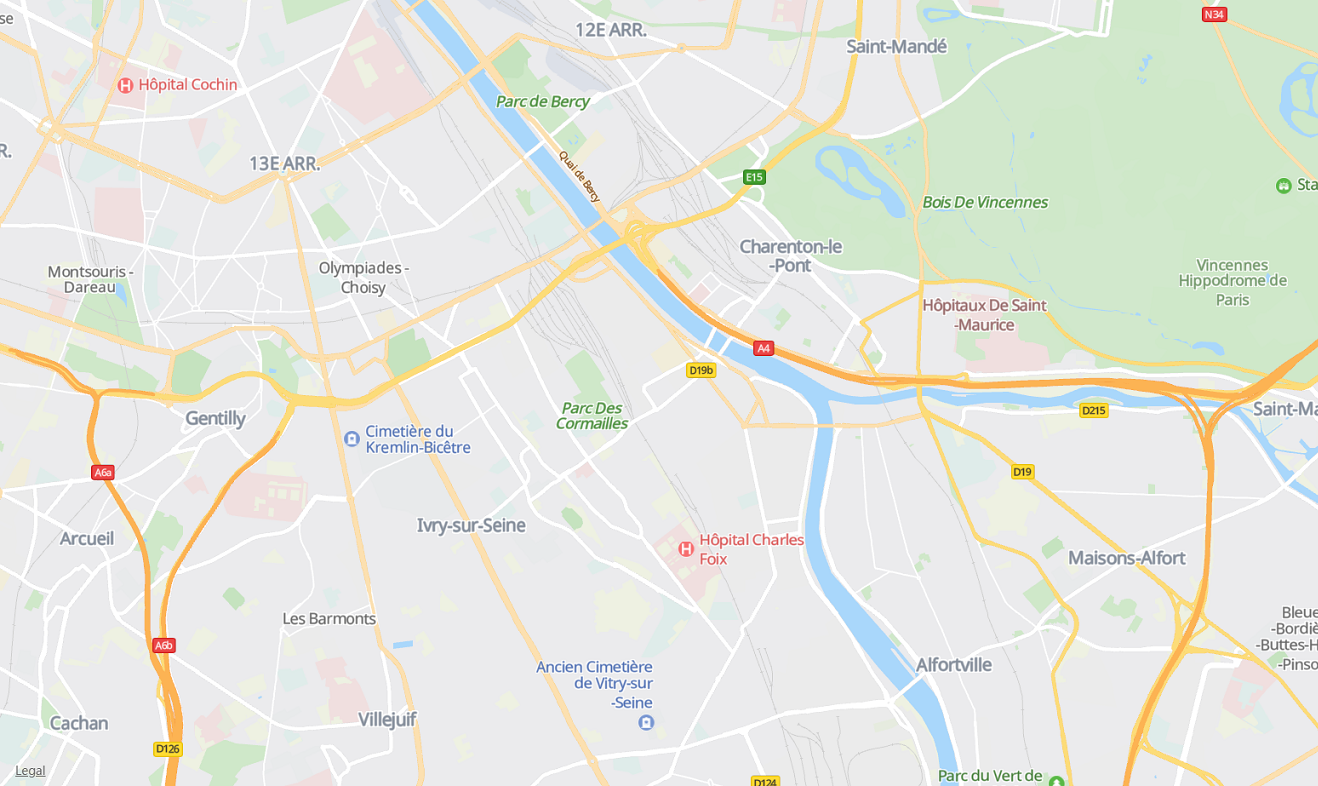 se
12E ARR.
N34
Saint-Mandé
Hôpital Cochin
Parc de Bercy
R.
13E ARR.
Quai de Bercy
E15
Sta
Bois De Vincennes
Charenton-le
-Pont
Montsouris -
Dareau
Olympiades -
Choisy
Vincennes
Hippodrome de
Paris
Hôpitaux De Saint
-Maurice
A4
D19b
Parc Des
Cormailles
D215
Saint-Ma
Gentilly
Cimetière du
Kremlin-Bicêtre
A6a
D19
Ivry-sur-Seine
Arcueil
Hôpital Charles
Foix
Maisons-Alfort
Les Barmonts
Bleue
-Bordiè
-Buttes-H
-Pinso
A6b
Ancien Cimetière
de Vitry-sur
-Seine
Alfortville
Cachan
Villejuif
D126
Legal
D124
Parc du Vert de